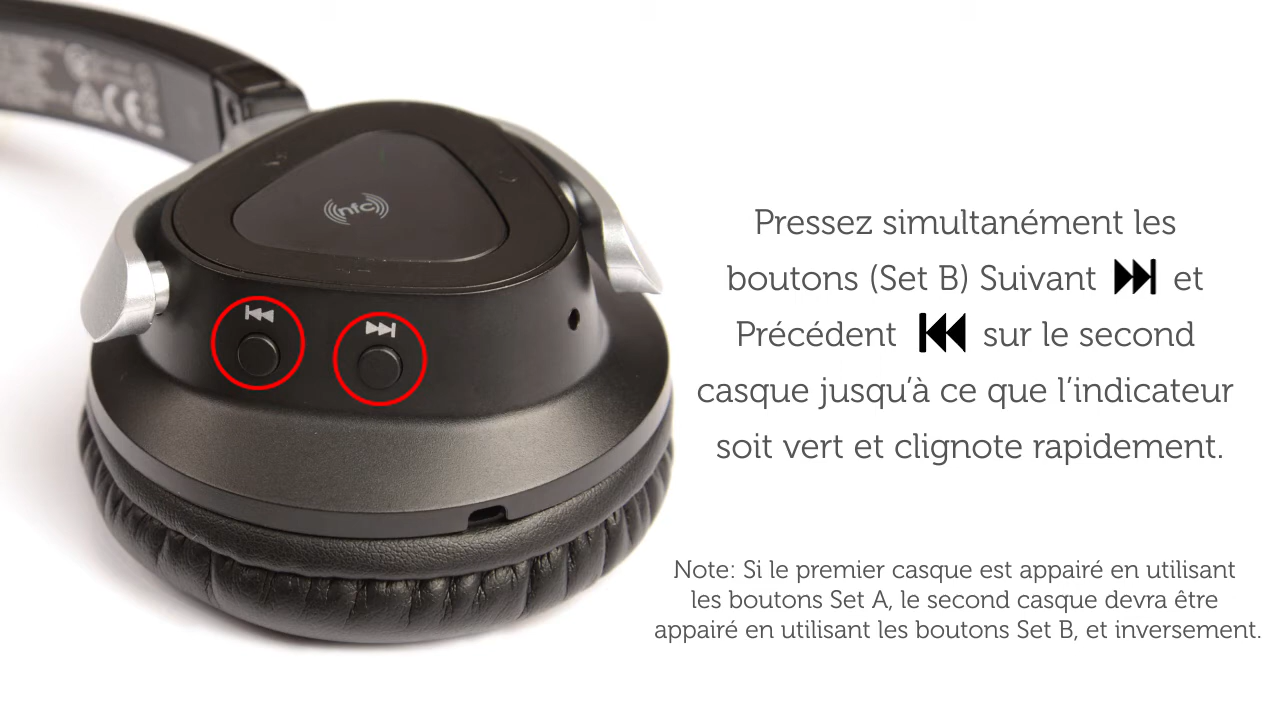 nfc
Pressez simultanément les
boutons (Set B) Suivant et
Précédent sur le second
casque jusqu’à ce que l’indicateur
soit vert et clignote rapidement.
Note: Si le premier casque est appairé en utilisant
les boutons Set A, le second casque devra être
appairé en utilisant les boutons Set B, et inversement.